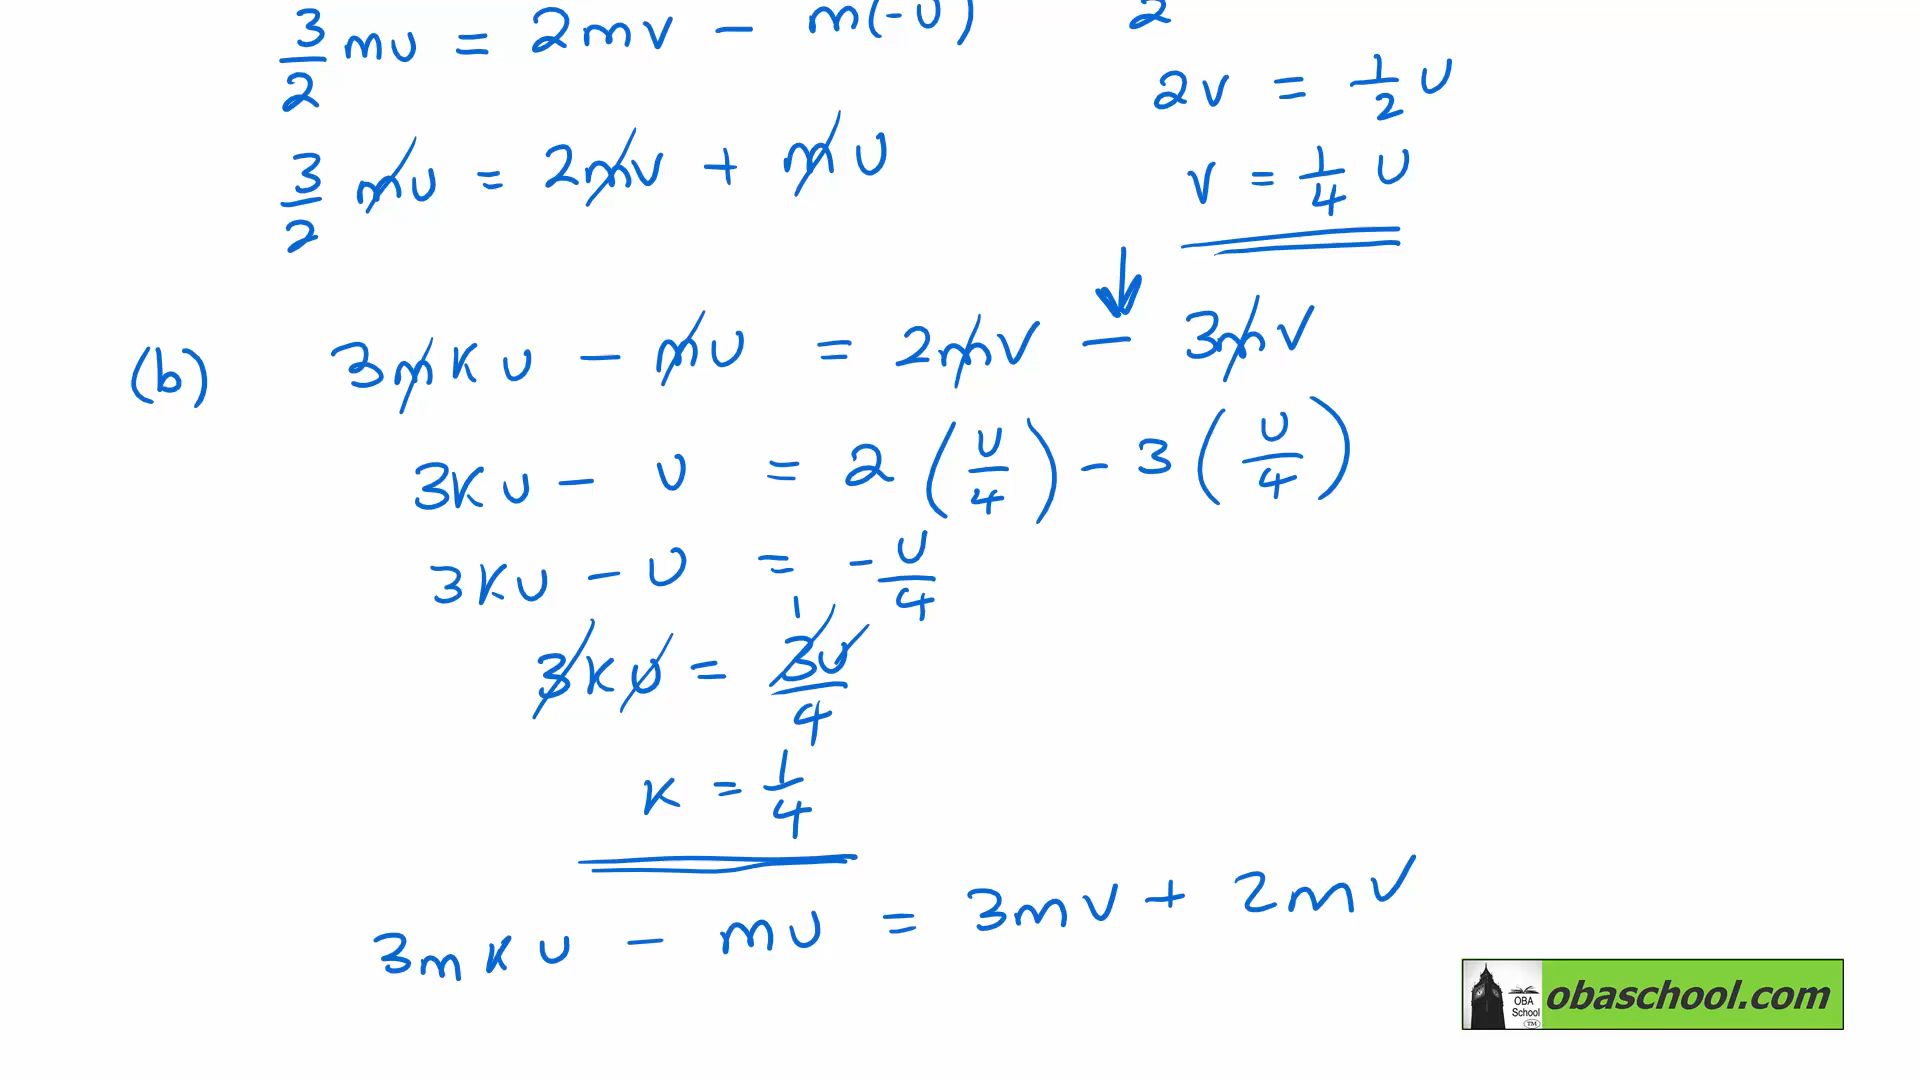 3/2 mu = 2mv - m(-u)
3/2 mu = 2mv + mu
2
2v = 1/2 u
v = 1/4 u
(b) 3mku - mu = 2mv - 3mv
3ku - u = 2(u/4) - 3(u/4)
3ku - u = -u/4
3ku = 3u/4
1
k = 1/4
3mku - mu = 3mv + 2mv
OBA
School
TM
obaschool.com